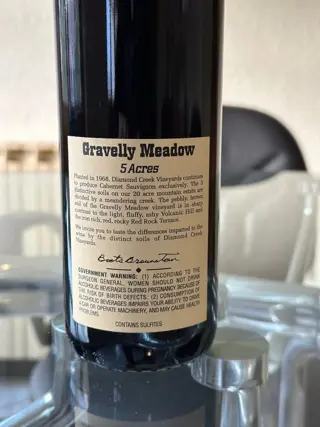 Gravelly Meadow
5 Acres
Planted in 1968, Diamond Creek Vineyards continues
to produce Cabernet Sauvignon exclusively. The 3
distinctive soils on our 20 acre mountain estate are
divided by a meandering creek. The pebbly, brown
soil of the Gravelly Meadow vineyard is in sharp
contrast to the light, fluffy, ashy Volcanic Hill and
the iron rich, red, rocky Red Rock Terrace.
We invite you to taste the differences imparted to the
wine by the distinct soils of Diamond Creek
Vineyards.
Boots Brounstein
GOVERNMENT WARNING: (1) ACCORDING TO THE
SURGEON GENERAL, WOMEN SHOULD NOT DRINK
ALCOHOLIC BEVERAGES DURING PREGNANCY BECAUSE OF
THE RISK OF BIRTH DEFECTS; (2) CONSUMPTION OF
ALCOHOLIC BEVERAGES IMPAIRS YOUR ABILITY TO DRIVE
A CAR OR OPERATE MACHINERY, AND MAY CAUSE HEALTH
PROBLEMS.
CONTAINS SULFITES